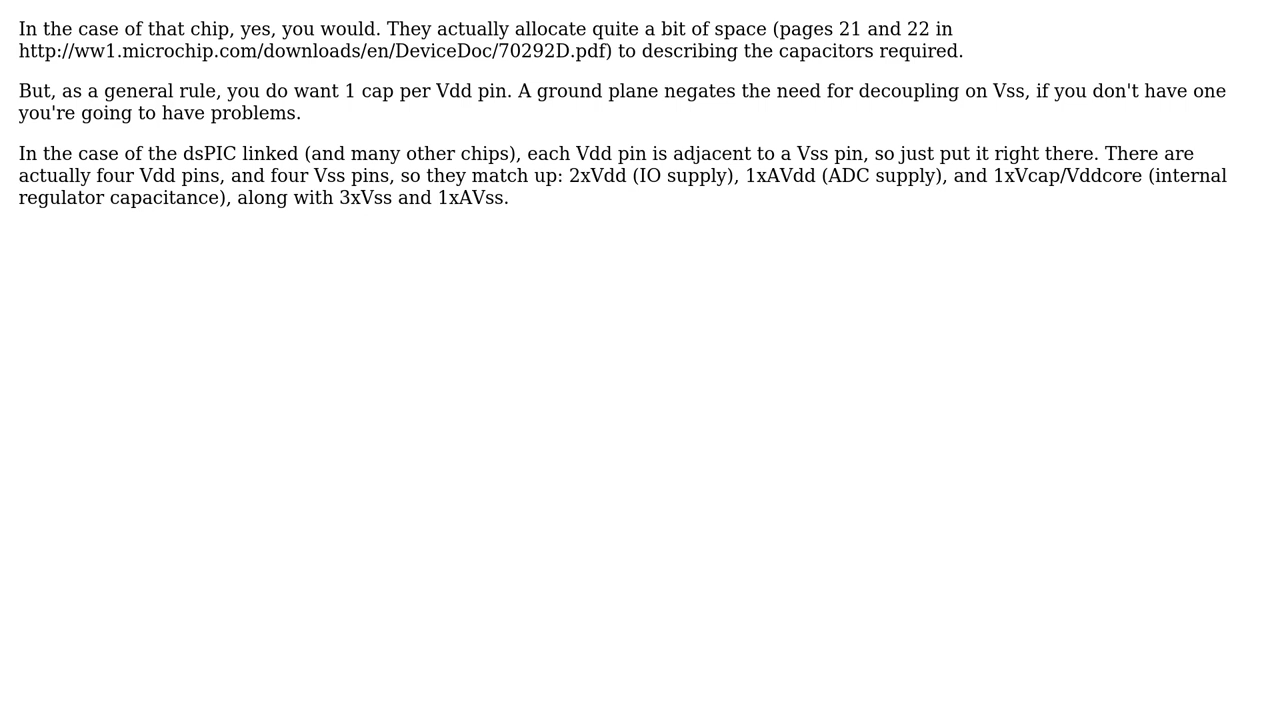 In the case of that chip, yes, you would. They actually allocate quite a bit of space (pages 21 and 22 in
http://ww1.microchip.com/downloads/en/DeviceDoc/70292D.pdf) to describing the capacitors required.
But, as a general rule, you do want 1 cap per Vdd pin. A ground plane negates the need for decoupling on Vss, if you don't have one
you're going to have problems.
In the case of the dsPIC linked (and many other chips), each Vdd pin is adjacent to a Vss pin, so just put it right there. There are
actually four Vdd pins, and four Vss pins, so they match up: 2xVdd (IO supply), 1xAVdd (ADC supply), and 1xVcap/Vddcore (internal
regulator capacitance), along with 3xVss and 1xAVss.